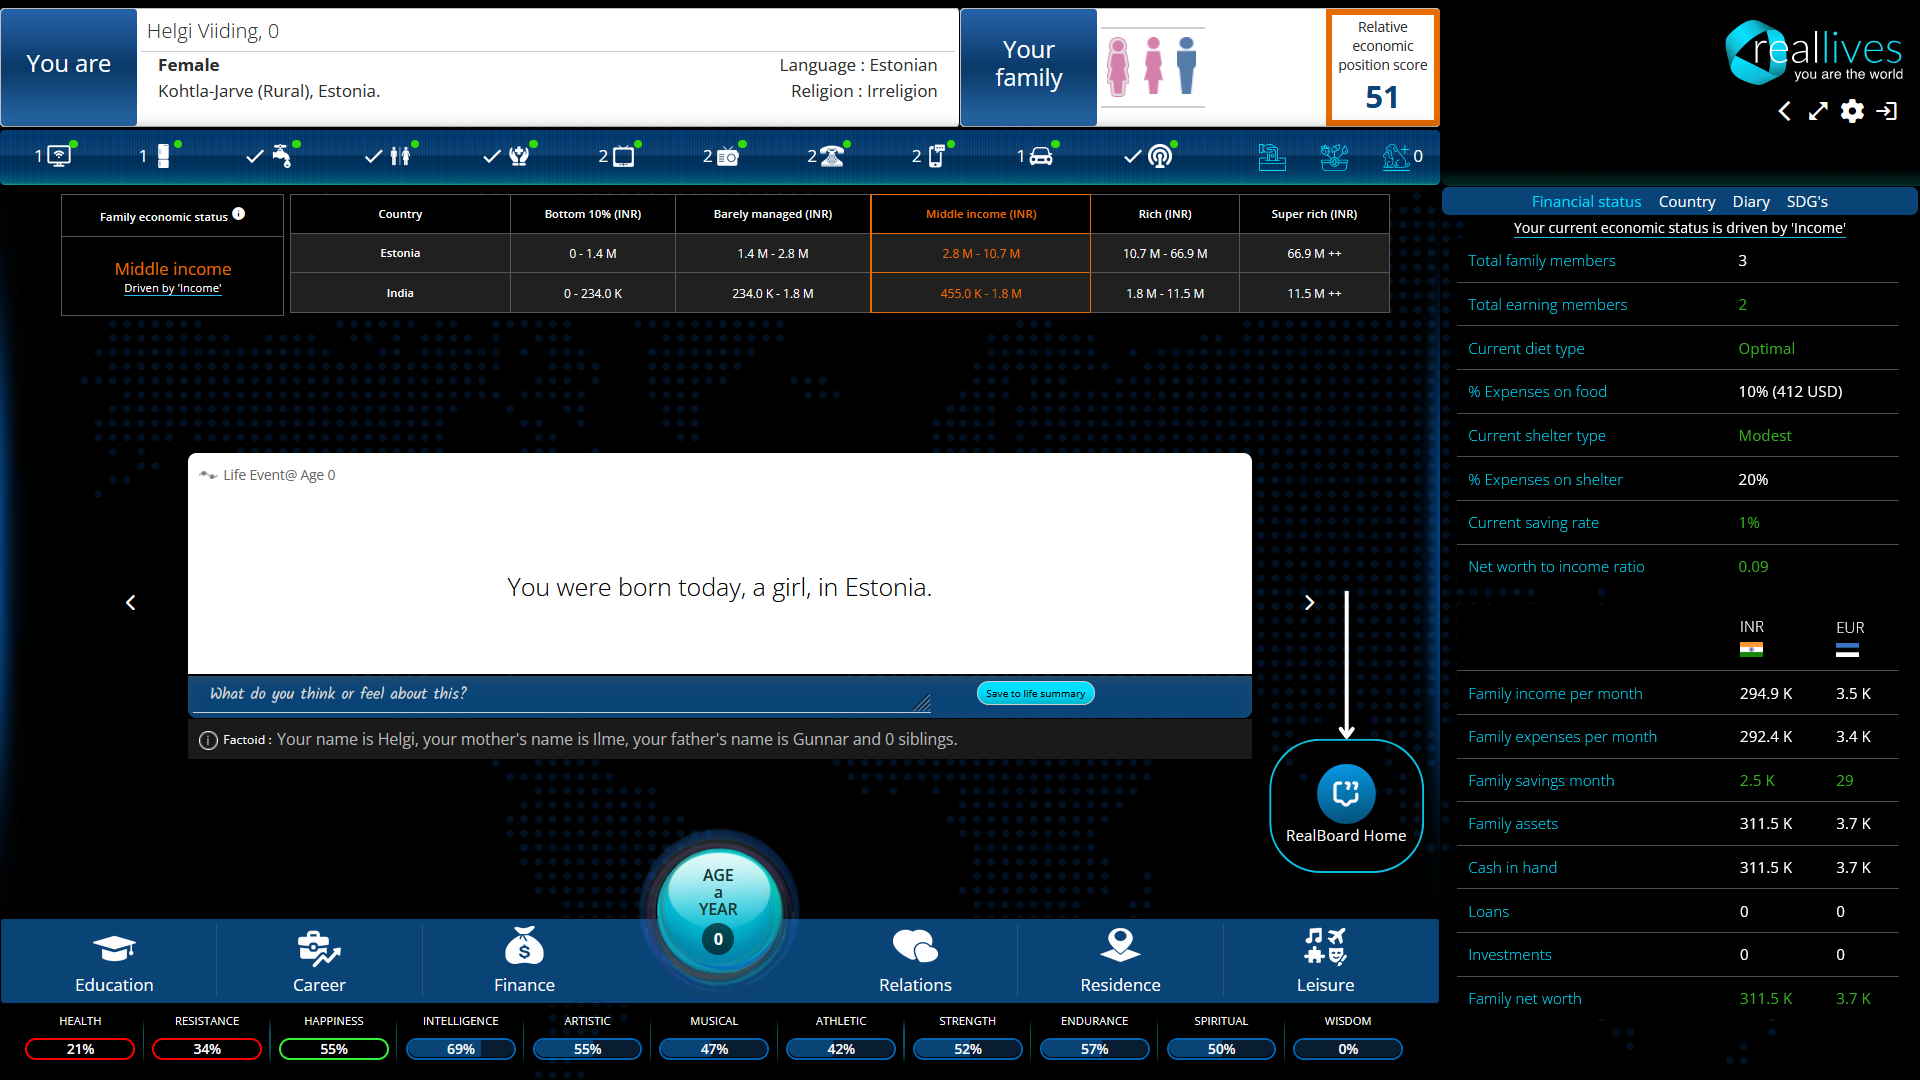 You are
Helgi Viiding, 0
Female
Kohtla-Jarve (Rural), Estonia.
Language : Estonian
Religion : Irreligion
Your
family
Relative
economic
position score
51
reallives
you are the world
1
1
2
2
2
2
1
0
Family economic status
Middle income
Driven by 'Income'
Country Bottom 10% (INR) Barely managed (INR) Middle income (INR) Rich (INR) Super rich (INR)
Estonia 0 - 1.4 M 1.4 M - 2.8 M 2.8 M - 10.7 M 10.7 M - 66.9 M 66.9 M ++
India 0 - 234.0 K 234.0 K - 1.8 M 455.0 K - 1.8 M 1.8 M - 11.5 M 11.5 M ++
Financial status Country Diary SDG's
Your current economic status is driven by 'Income'
Total family members 3
Total earning members 2
Current diet type Optimal
% Expenses on food 10% (412 USD)
Current shelter type Modest
% Expenses on shelter 20%
Current saving rate 1%
Net worth to income ratio 0.09
INR EUR
Family income per month 294.9 K 3.5 K
Family expenses per month 292.4 K 3.4 K
Family savings month 2.5 K 29
Family assets 311.5 K 3.7 K
Cash in hand 311.5 K 3.7 K
Loans 0 0
Investments 0 0
Family net worth 311.5 K 3.7 K
Life Event@ Age 0
You were born today, a girl, in Estonia.
What do you think or feel about this?
Save to life summary
Factoid : Your name is Helgi, your mother's name is Ilme, your father's name is Gunnar and 0 siblings.
RealBoard Home
AGE
a
YEAR
0
Education Career Finance Relations Residence Leisure
HEALTH RESISTANCE HAPPINESS INTELLIGENCE ARTISTIC MUSICAL ATHLETIC STRENGTH ENDURANCE SPIRITUAL WISDOM
21% 34% 55% 69% 55% 47% 42% 52% 57% 50% 0%